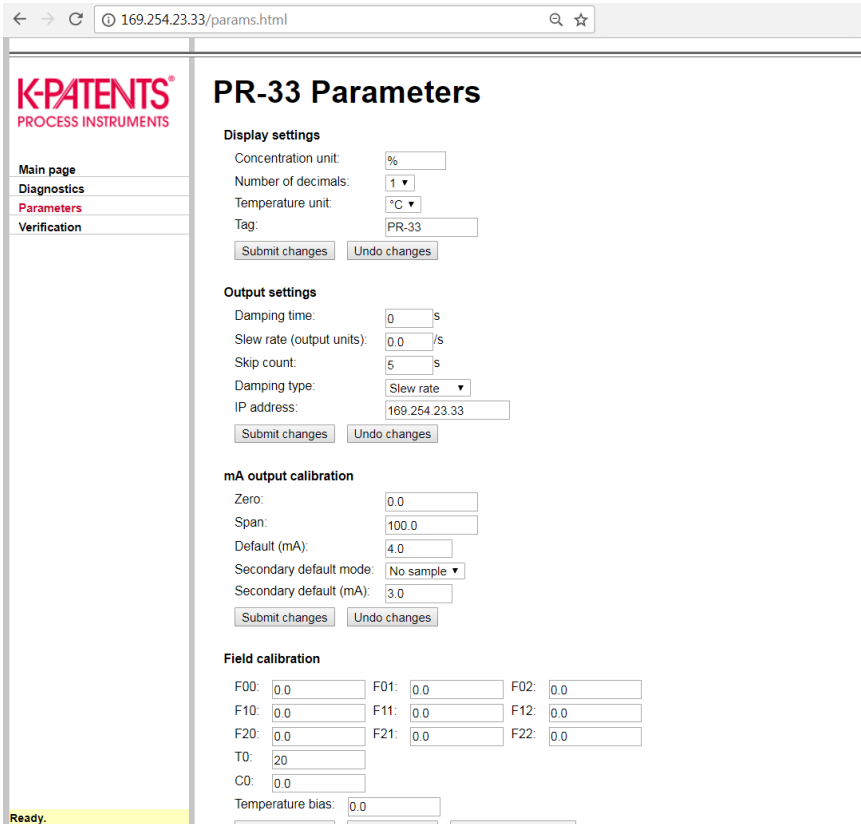 169.254.23.33/params.html
K-PATENTS®
PROCESS INSTRUMENTS
Main page
Diagnostics
Parameters
Verification
Ready.
PR-33 Parameters
Display settings
Concentration unit: %
Number of decimals: 1
Temperature unit: °C
Tag: PR-33
Submit changes Undo changes
Output settings
Damping time: 0 s
Slew rate (output units): 0.0 /s
Skip count: 5 s
Damping type: Slew rate
IP address: 169.254.23.33
Submit changes Undo changes
mA output calibration
Zero: 0.0
Span: 100.0
Default (mA): 4.0
Secondary default mode: No sample
Secondary default (mA): 3.0
Submit changes Undo changes
Field calibration
F00: 0.0 F01: 0.0 F02: 0.0
F10: 0.0 F11: 0.0 F12: 0.0
F20: 0.0 F21: 0.0 F22: 0.0
T0: 20
C0: 0.0
Temperature bias: 0.0